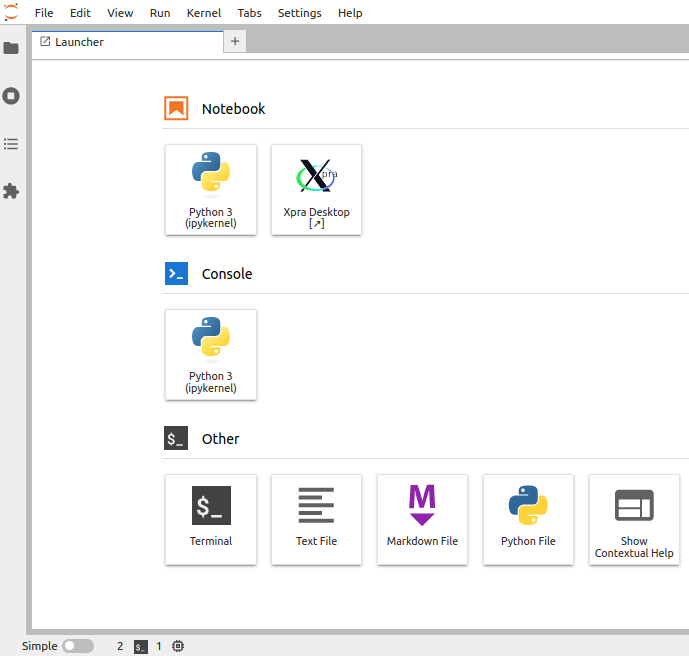 File Edit View Run Kernel Tabs Settings Help
Launcher
Notebook
Python 3
(ipykernel)
Xpra
Xpra Desktop
[↗]
Console
Python 3
(ipykernel)
$_ Other
$_
Terminal
Text File
M
Markdown File
Python File
Show
Contextual Help
Simple 2 $_ 1